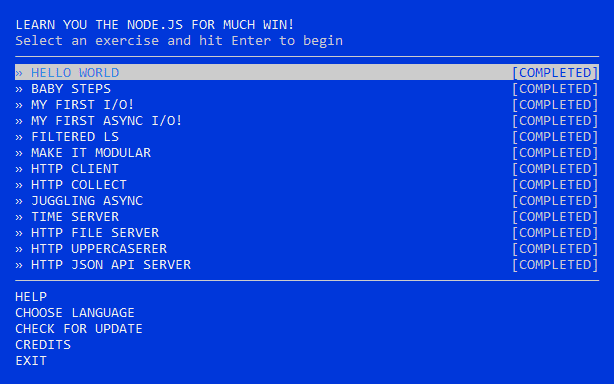 LEARN YOU THE NODE.JS FOR MUCH WIN!
Select an exercise and hit Enter to begin
» HELLO WORLD [COMPLETED]
» BABY STEPS [COMPLETED]
» MY FIRST I/O! [COMPLETED]
» MY FIRST ASYNC I/O! [COMPLETED]
» FILTERED LS [COMPLETED]
» MAKE IT MODULAR [COMPLETED]
» HTTP CLIENT [COMPLETED]
» HTTP COLLECT [COMPLETED]
» JUGGLING ASYNC [COMPLETED]
» TIME SERVER [COMPLETED]
» HTTP FILE SERVER [COMPLETED]
» HTTP UPPERCASERER [COMPLETED]
» HTTP JSON API SERVER [COMPLETED]
HELP
CHOOSE LANGUAGE
CHECK FOR UPDATE
CREDITS
EXIT